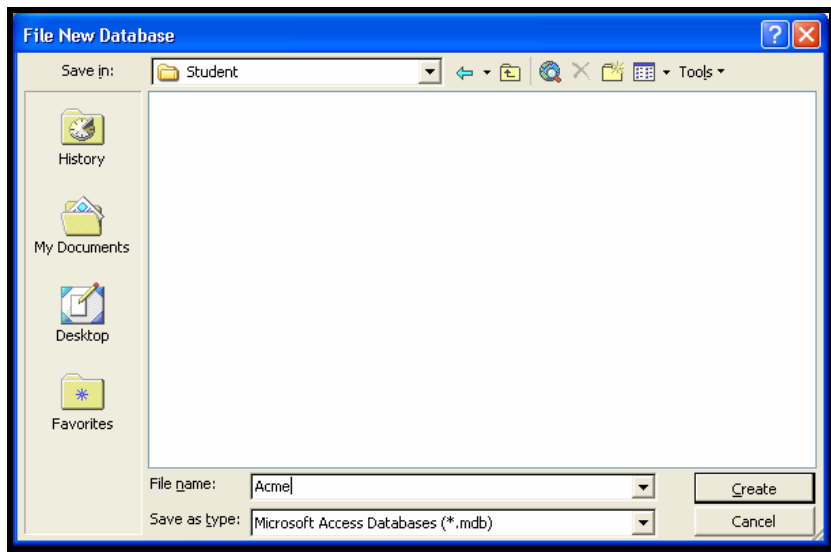 File New Database
Save in: Student Tools
History
My Documents
Desktop
Favorites
File name: Acme Create
Save as type: Microsoft Access Databases (*.mdb) Cancel